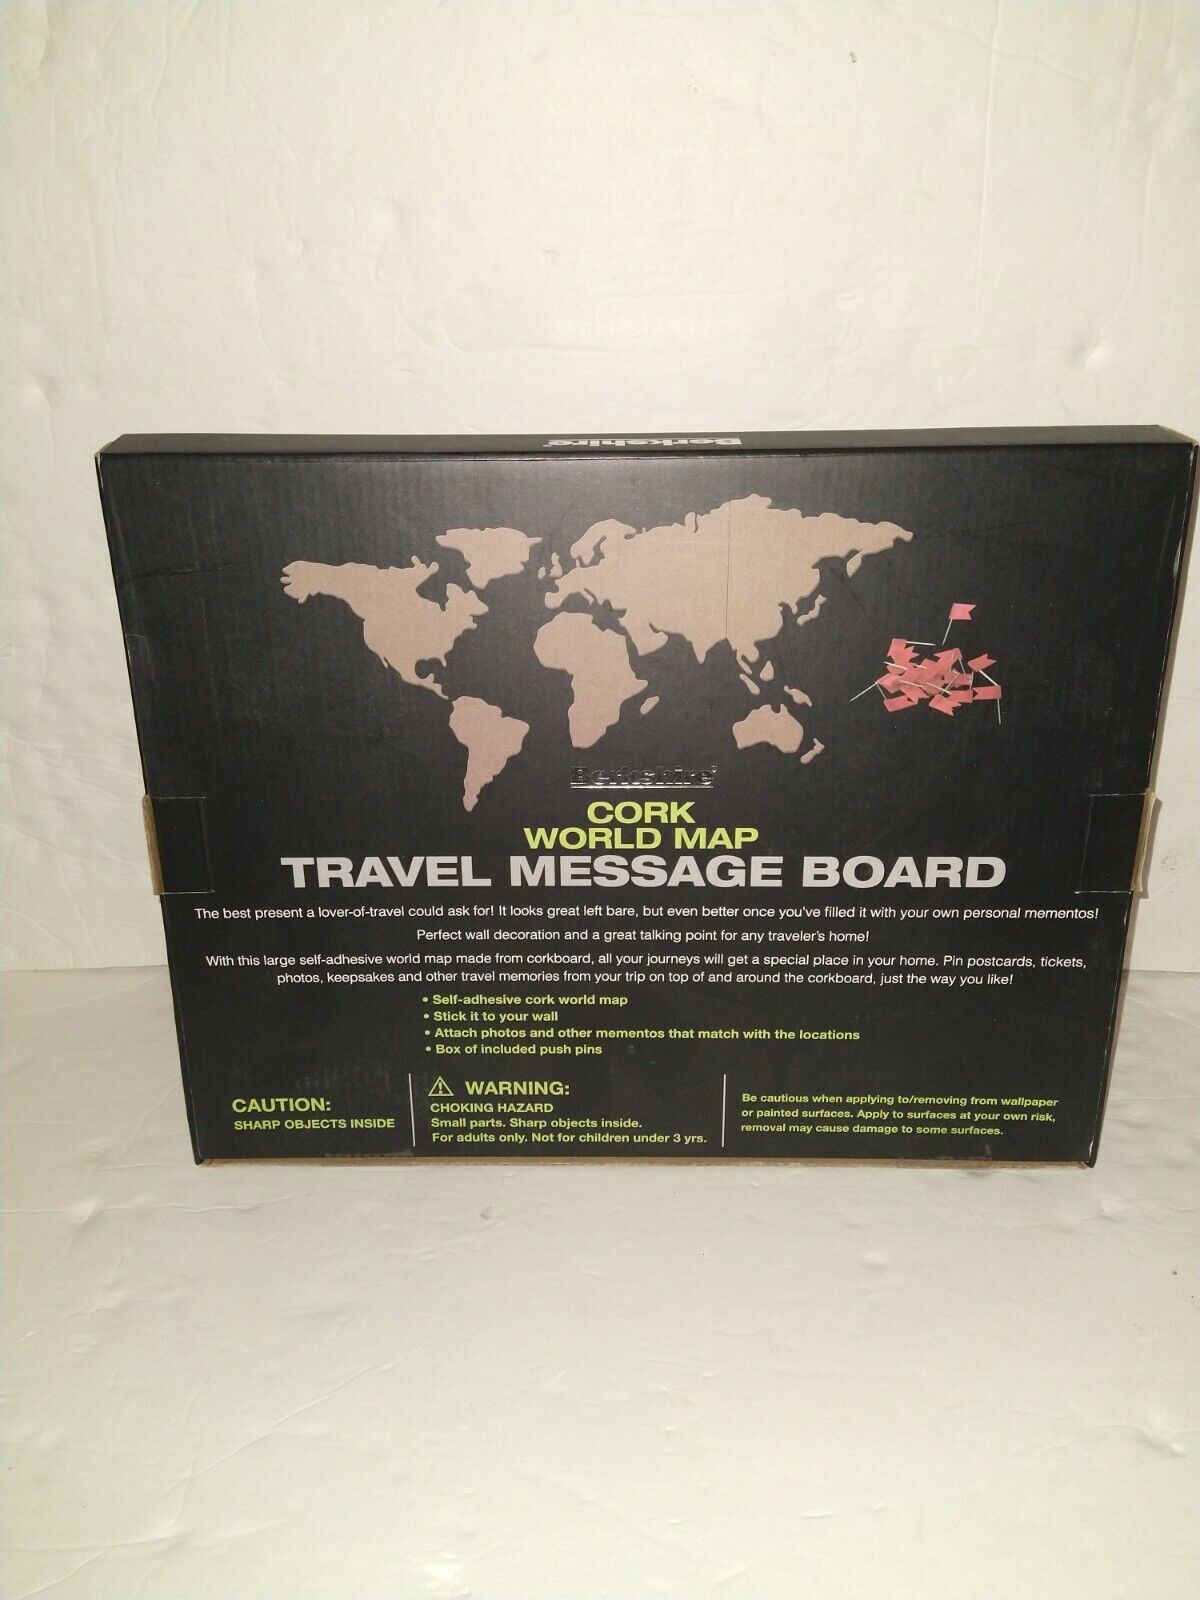 Berkshire
Berkshire®
CORK
WORLD MAP
TRAVEL MESSAGE BOARD
The best present a lover-of-travel could ask for! It looks great left bare, but even better once you've filled it with your own personal mementos!
Perfect wall decoration and a great talking point for any traveler's home!
With this large self-adhesive world map made from corkboard, all your journeys will get a special place in your home. Pin postcards, tickets,
photos, keepsakes and other travel memories from your trip on top of and around the corkboard, just the way you like!
• Self-adhesive cork world map
• Stick it to your wall
• Attach photos and other mementos that match with the locations
• Box of included push pins
CAUTION:
SHARP OBJECTS INSIDE
⚠ WARNING:
CHOKING HAZARD
Small parts. Sharp objects inside.
For adults only. Not for children under 3 yrs.
Be cautious when applying to/removing from wallpaper
or painted surfaces. Apply to surfaces at your own risk,
removal may cause damage to some surfaces.